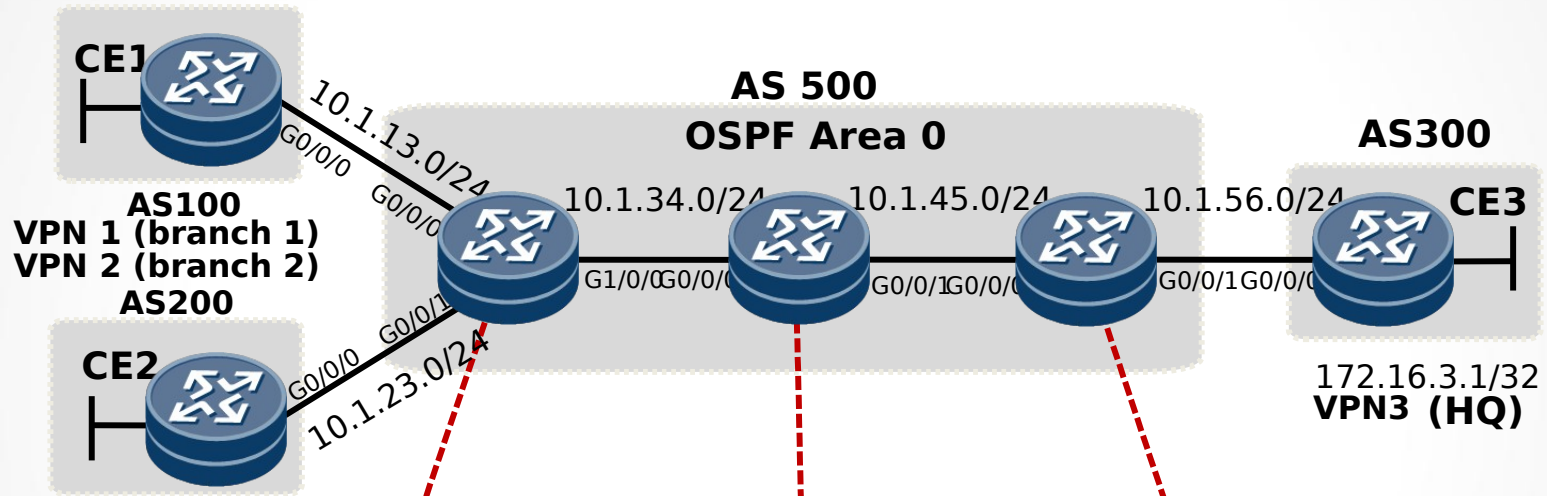 CE1
10.1.13.0/24
G0/0/0
G0/0/0
AS100
VPN 1 (branch 1)
VPN 2 (branch 2)
AS200
CE2
G0/0/0
G0/0/1
10.1.23.0/24
AS 500
OSPF Area 0
10.1.34.0/24
G1/0/0
G0/0/0
10.1.45.0/24
G0/0/1
G0/0/0
10.1.56.0/24
G0/0/1
G0/0/0
AS300
CE3
172.16.3.1/32
VPN3 (HQ)